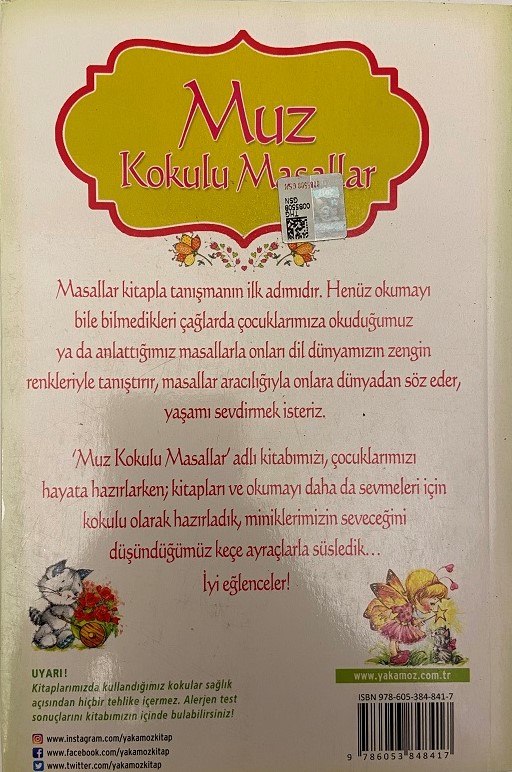 Muz
Kokulu Masallar
THG
GSN
0085508
Masallar kitapla tanışmanın ilk adımıdır. Henüz okumayı
bile bilmedikleri çağlarda çocuklarımıza okuduğumuz
ya da anlattığımız masallarla onları dil dünyamızın zengin
renkleriyle tanıştırır, masallar aracılığıyla onlara dünyadan söz eder,
yaşamı sevdirmek isteriz.
‘Muz Kokulu Masallar’ adlı kitabımızı, çocuklarımızı
hayata hazırlarken; kitapları ve okumayı daha da sevmeleri için
kokulu olarak hazırladık, miniklerimizin seveceğini
düşündüğümüz keçe ayraçlarla süsledik…
İyi eğlenceler!
UYARI!
Kitaplarımızda kullandığımız kokular sağlık
açısından hiçbir tehlike içermez. Alerjen test
sonuçlarını kitabımızın içinde bulabilirsiniz!
www.instagram.com/yakamozkitap
www.facebook.com/yakamozkitap
www.twitter.com/yakamozkitap
www.yakamoz.com.tr
ISBN 978-605-384-841-7
9 786053 848417